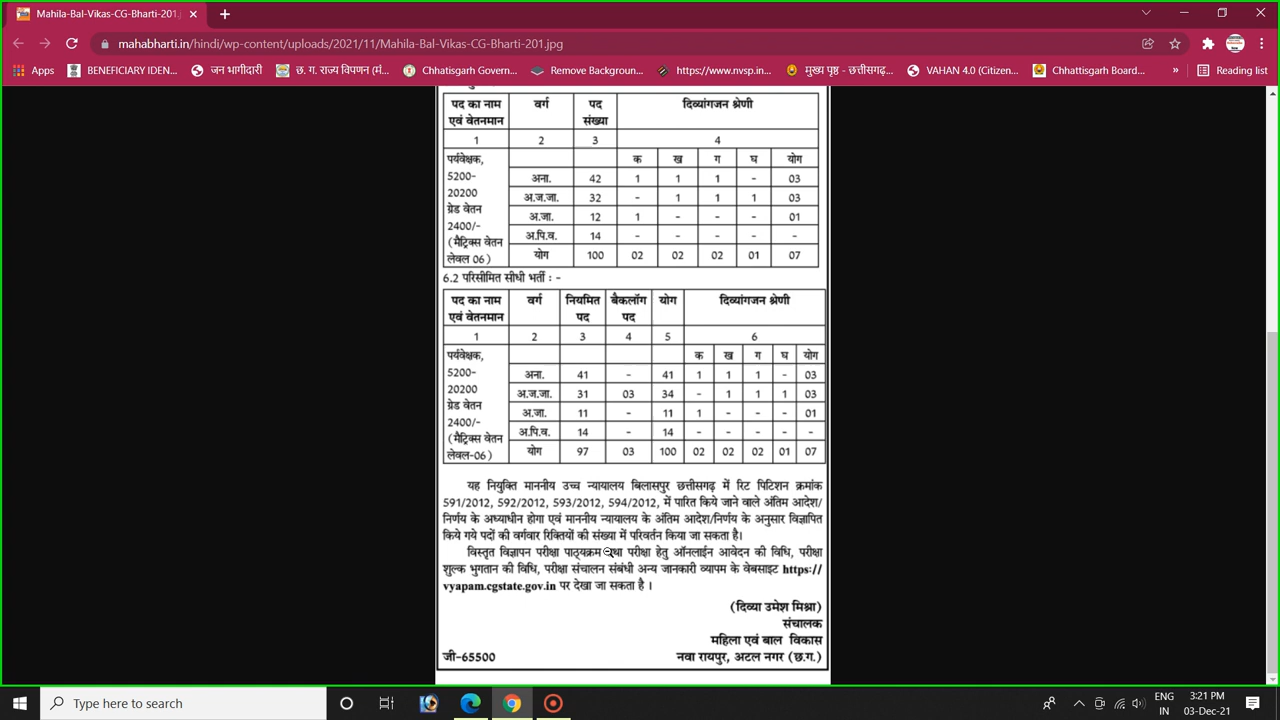 Mahila-Bal-Vikas-CG-Bharti-201.j
mahabharti.in/hindi/wp-content/uploads/2021/11/Mahila-Bal-Vikas-CG-Bharti-201.jpg
Apps BENEFICIARY IDEN... जन भागीदारी छ. ग. राज्य विपणन (मं... Chhattisgarh Govern... Remove Backgroun... https://www.nvsp.in... मुख्य पृष्ठ - छत्तीसगढ़... VAHAN 4.0 (Citizen... Chhattisgarh Board... » Reading list
पद का नाम वर्ग पद दिव्यांगजन श्रेणी
एवं वेतनमान संख्या
1 2 3 4
पर्यवेक्षक, क ख ग घ योग
5200- अना. 42 1 1 1 - 03
20200 अ.ज.जा. 32 - 1 1 1 03
ग्रेड वेतन अ.जा. 12 1 - - - 01
2400/- अ.पि.व. 14 - - - - -
(मैट्रिक्स वेतन योग 100 02 02 02 01 07
लेवल 06)
6.2 परिसीमित सीधी भर्ती : -
पद का नाम वर्ग नियमित बैकलॉग योग दिव्यांगजन श्रेणी
एवं वेतनमान पद पद
1 2 3 4 5 6
पर्यवेक्षक, क ख ग घ योग
5200- अना. 41 - 41 1 1 1 - 03
20200 अ.ज.जा. 31 03 34 - 1 1 1 03
ग्रेड वेतन अ.जा. 11 - 11 1 - - - 01
2400/- अ.पि.व. 14 - 14 - - - - -
(मैट्रिक्स वेतन योग 97 03 100 02 02 02 01 07
लेवल-06)
यह नियुक्ति माननीय उच्च न्यायालय बिलासपुर छत्तीसगढ़ में रिट पिटिशन क्रमांक
591/2012, 592/2012, 593/2012, 594/2012, में पारित किये जाने वाले अंतिम आदेश/
निर्णय के अध्याधीन होगा एवं माननीय न्यायालय के अंतिम आदेश/निर्णय के अनुसार विज्ञापित
किये गये पदों की वर्गवार रिक्तियों की संख्या में परिवर्तन किया जा सकता है।
विस्तृत विज्ञापन परीक्षा पाठ्यक्रम तथा परीक्षा हेतु ऑनलाईन आवेदन की विधि, परीक्षा
शुल्क भुगतान की विधि, परीक्षा संचालन संबंधी अन्य जानकारी व्यापम के वेबसाइट https://
vyapam.cgstate.gov.in पर देखा जा सकता है ।
(दिव्या उमेश मिश्रा)
संचालक
महिला एवं बाल विकास
जी-65500 नवा रायपुर, अटल नगर (छ.ग.)
Type here to search
ENG 3:21 PM
IN 03-Dec-21